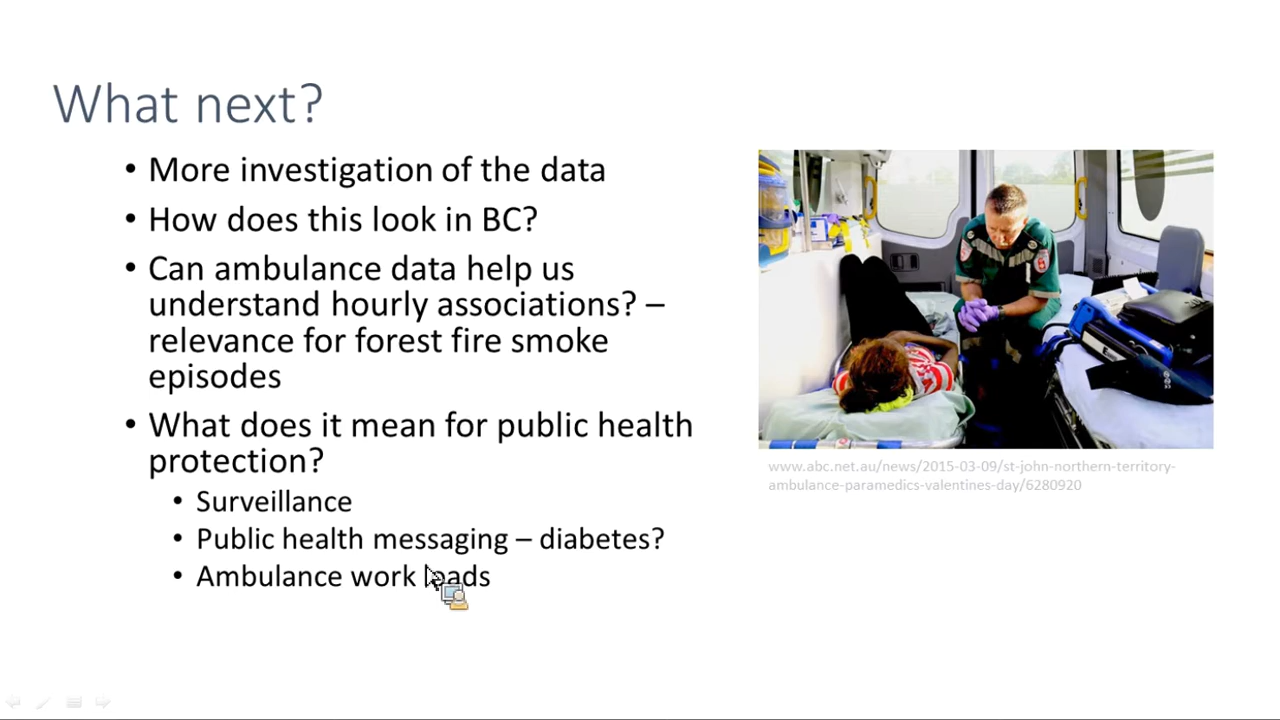 What next?
• More investigation of the data
• How does this look in BC?
• Can ambulance data help us
understand hourly associations? –
relevance for forest fire smoke
episodes
• What does it mean for public health
protection?
• Surveillance
• Public health messaging – diabetes?
• Ambulance work loads
www.abc.net.au/news/2015-03-09/st-john-northern-territory-
ambulance-paramedics-valentines-day/6280920